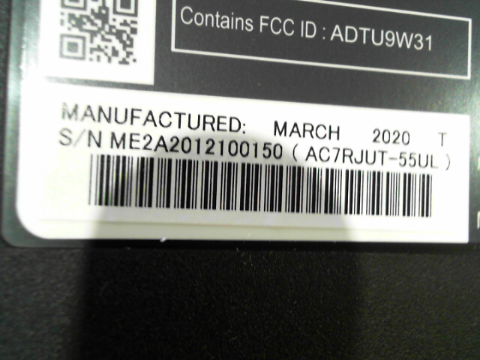 Contains FCC ID : ADTU9W31
MANUFACTURED: MARCH 2020 T
S/N ME2A2012100150 ( AC7RJUT-55UL )